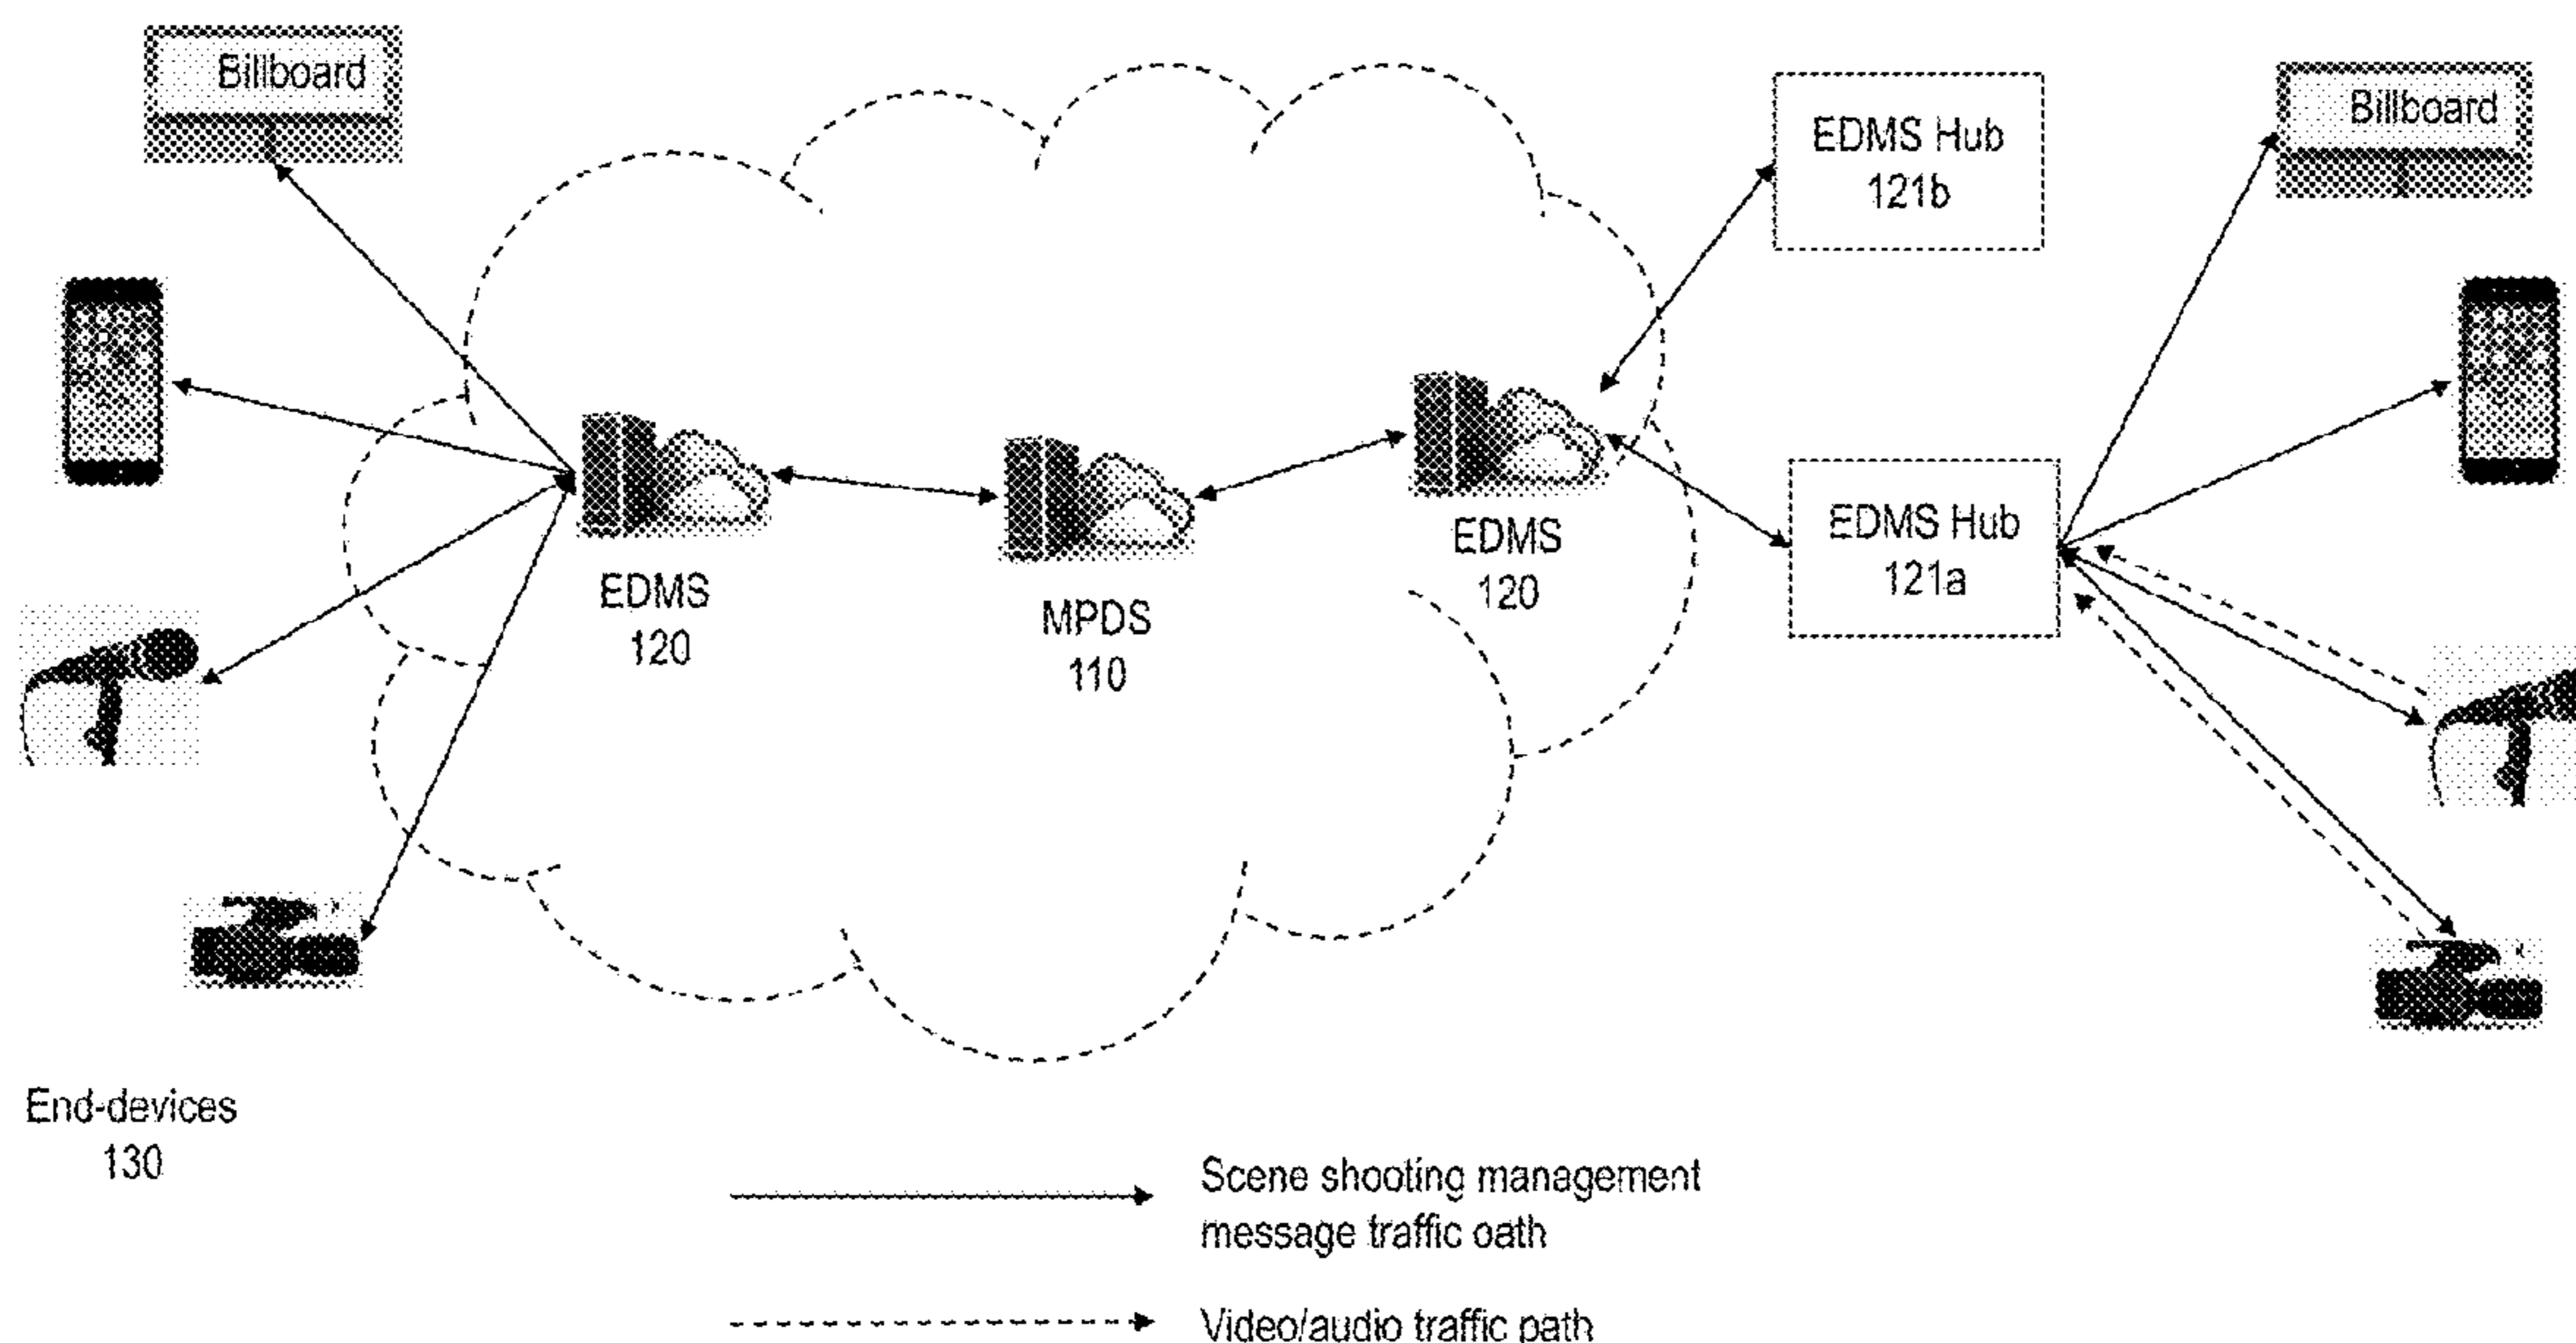 Billboard
EDMS Hub
121b
Billboard
EDMS Hub
121a
EDMS
120
MPDS
110
EDMS
120
End-devices
130
Scene shooting management
message traffic oath
Video/audio traffic path